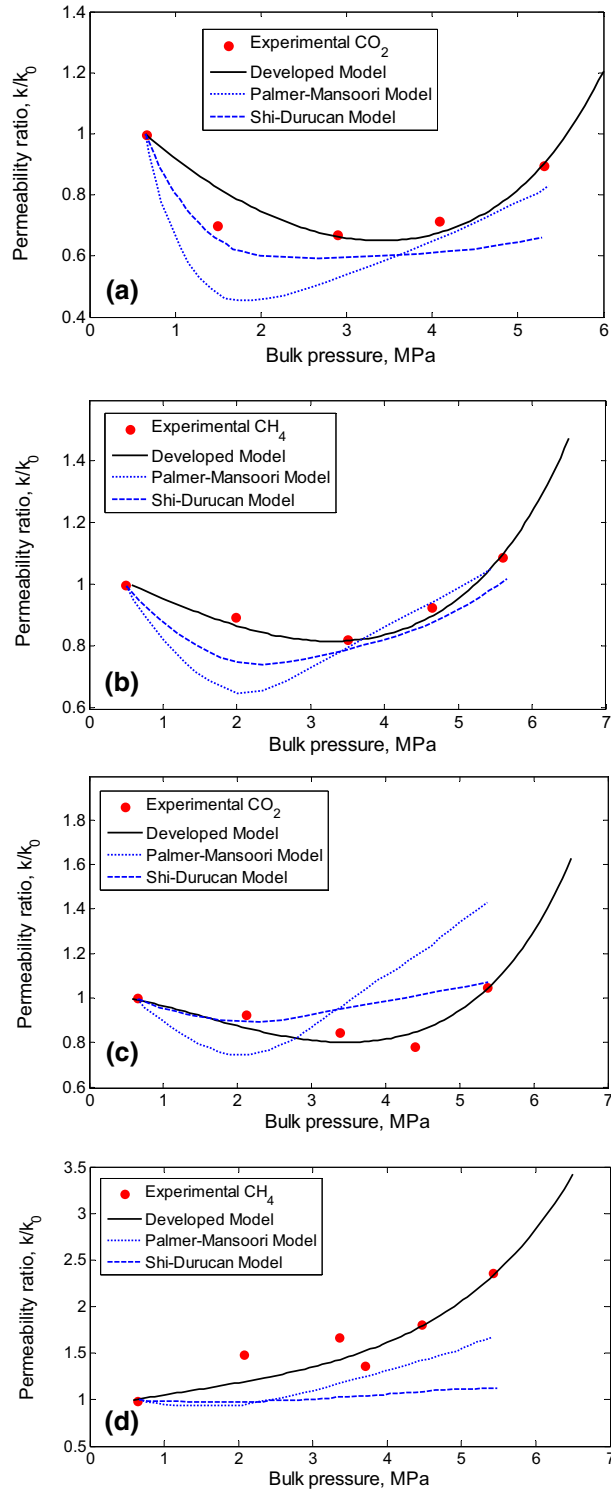 1.4
1.2
1
0.8
0.6
0.4
Permeability ratio, k/k0
Experimental CO2
Developed Model
Palmer-Mansoori Model
Shi-Durucan Model
(a)
0 1 2 3 4 5 6
Bulk pressure, MPa
1.4
1.2
1
0.8
0.6
Permeability ratio, k/k0
Experimental CH4
Developed Model
Palmer-Mansoori Model
Shi-Durucan Model
(b)
0 1 2 3 4 5 6 7
Bulk pressure, MPa
1.8
1.6
1.4
1.2
1
0.8
0.6
Permeability ratio, k/k0
Experimental CO2
Developed Model
Palmer-Mansoori Model
Shi-Durucan Model
(c)
0 1 2 3 4 5 6 7
Bulk pressure, MPa
3.5
3
2.5
2
1.5
1
0.5
Permeability ratio, k/k0
Experimental CH4
Developed Model
Palmer-Mansoori Model
Shi-Durucan Model
(d)
0 1 2 3 4 5 6 7
Bulk pressure, MPa